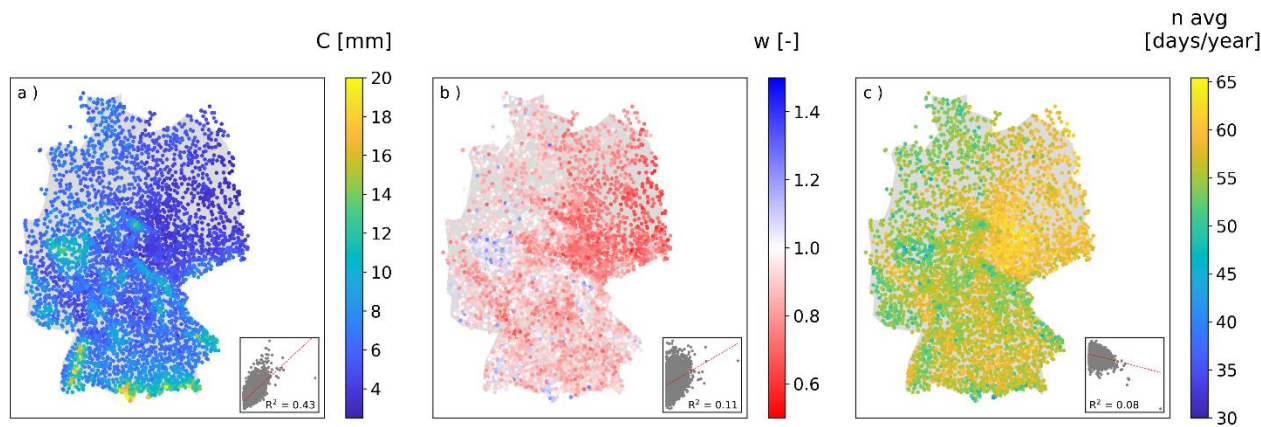 C [mm]
a )
20
18
16
14
12
10
8
6
4
R² = 0.43
w [-]
b )
1.4
1.2
1.0
0.8
0.6
R² = 0.11
n avg
[days/year]
c )
65
60
55
50
45
40
35
30
R² = 0.08